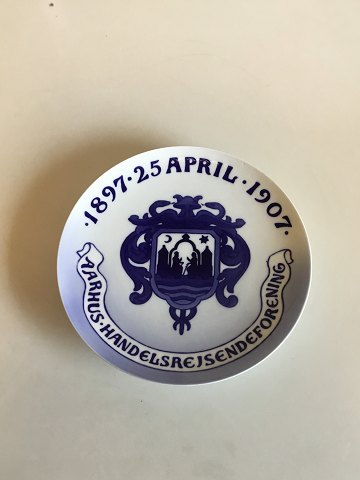 ·1897·25 APRIL·1907·
AARHUS·HANDELSREJSENDEFORENING